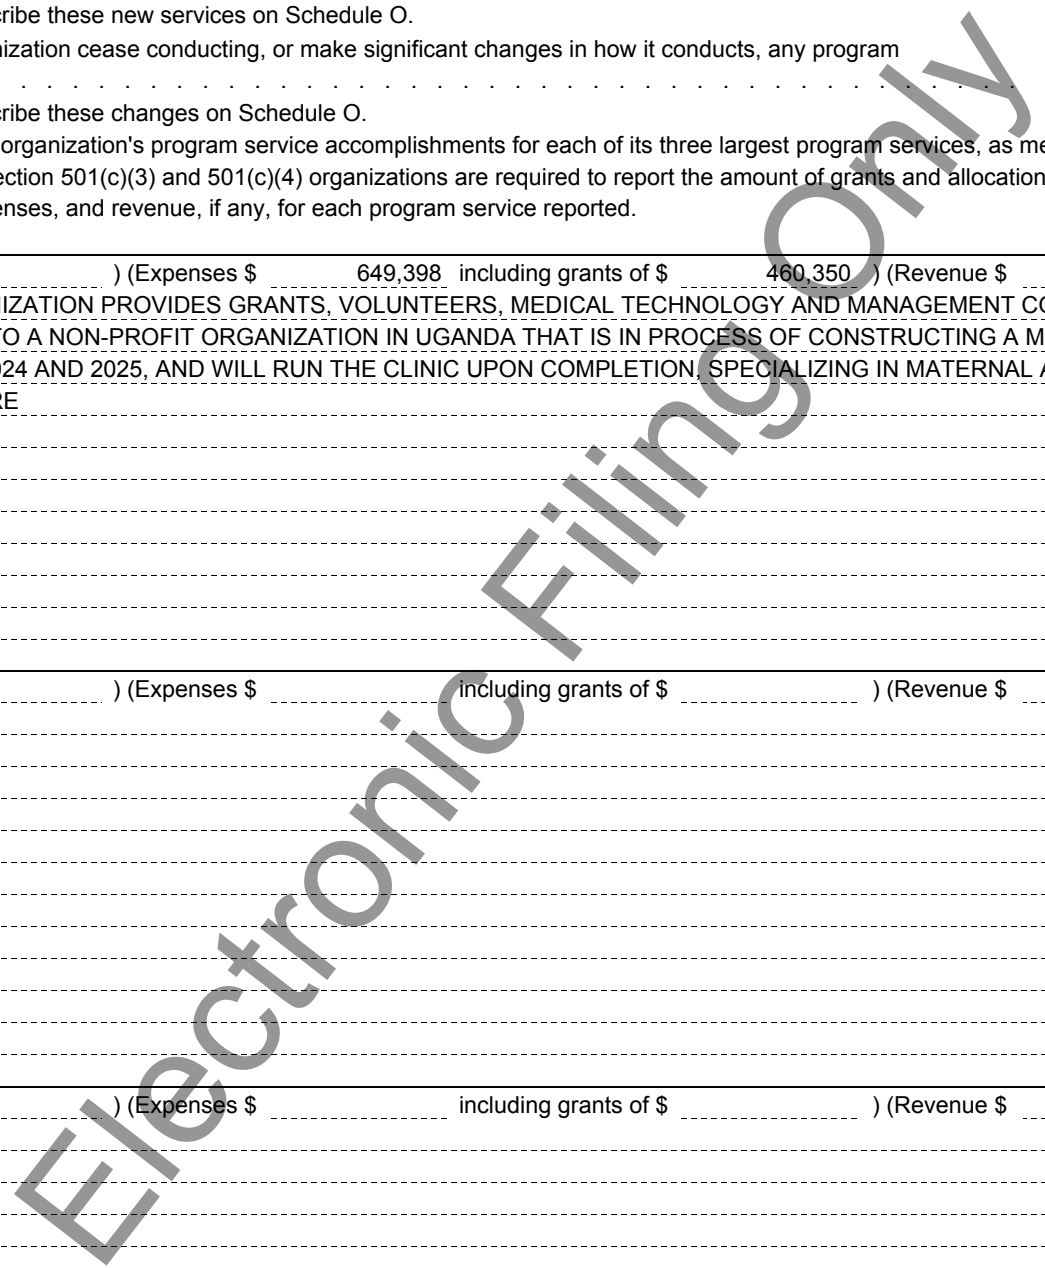 cribe these new services on Schedule O.
nization cease conducting, or make significant changes in how it conducts, any program
. . . . . . . . . . . . . . . . . . . . . . . . . . . . . . . . . . . . . . . . . .
cribe these changes on Schedule O.
organization's program service accomplishments for each of its three largest program services, as me
ection 501(c)(3) and 501(c)(4) organizations are required to report the amount of grants and allocation
enses, and revenue, if any, for each program service reported.
) (Expenses $ 649,398 including grants of $ 460,350 ) (Revenue $
IZATION PROVIDES GRANTS, VOLUNTEERS, MEDICAL TECHNOLOGY AND MANAGEMENT CO
TO A NON-PROFIT ORGANIZATION IN UGANDA THAT IS IN PROCESS OF CONSTRUCTING A M
024 AND 2025, AND WILL RUN THE CLINIC UPON COMPLETION, SPECIALIZING IN MATERNAL A
RE
) (Expenses $ including grants of $ ) (Revenue $
) (Expenses $ including grants of $ ) (Revenue $
Electronic Filing Only